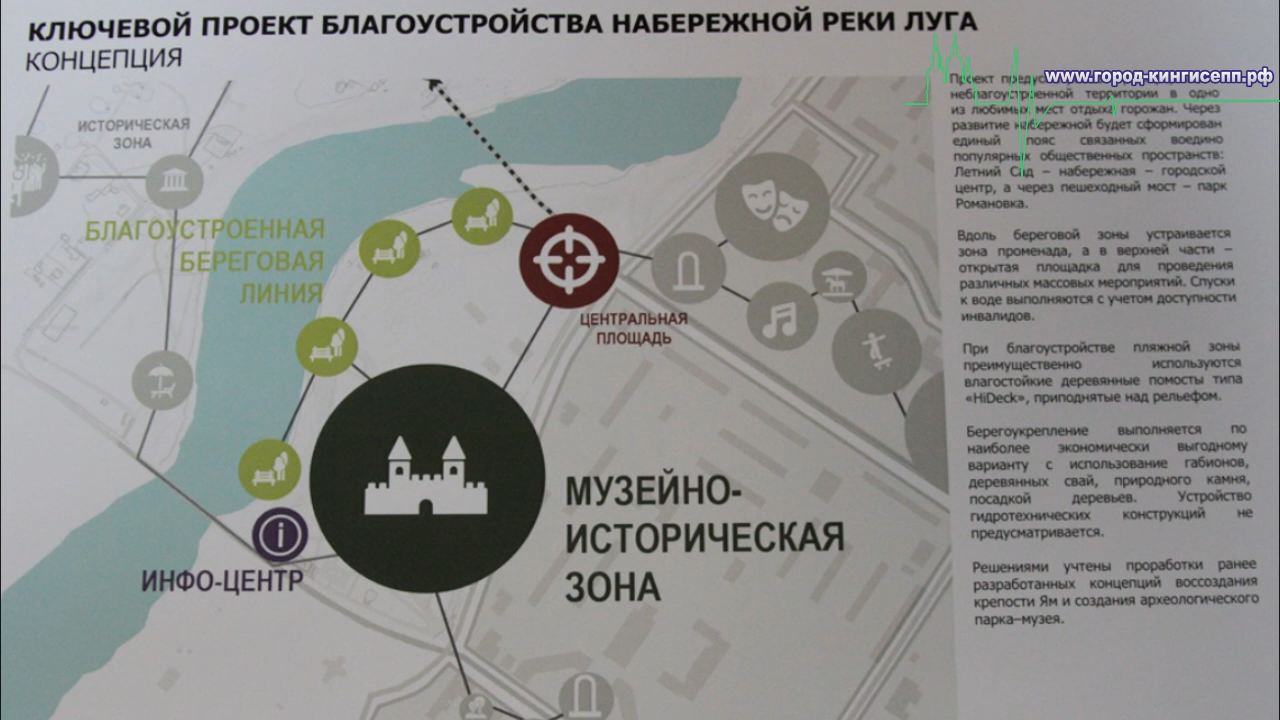 КЛЮЧЕВОЙ ПРОЕКТ БЛАГОУСТРОЙСТВА НАБЕРЕЖНОЙ РЕКИ ЛУГА
КОНЦЕПЦИЯ
www.город-кингисепп.рф
ИСТОРИЧЕСКАЯ
ЗОНА
БЛАГОУСТРОЕННАЯ
БЕРЕГОВАЯ
ЛИНИЯ
ЦЕНТРАЛЬНАЯ
ПЛОЩАДЬ
МУЗЕЙНО-
ИСТОРИЧЕСКАЯ
ЗОНА
i
ИНФО-ЦЕНТР
Проект
неблагоустроенной территории в одно
из любимых мест отдыха горожан. Через
развитие набережной будет сформирован
единый пояс связанных воедино
популярных общественных пространств:
Летний Сад – набережная – городской
центр, а через пешеходный мост – парк
Романовка.
Вдоль береговой зоны устраивается
зона променада, а в верхней части –
открытая площадка для проведения
различных массовых мероприятий. Спуски
к воде выполняются с учетом доступности
инвалидов.
При благоустройстве пляжной зоны
преимущественно используются
влагостойкие деревянные помосты типа
«HiDeck», приподнятые над рельефом.
Берегоукрепление выполняется по
наиболее экономически выгодному
варианту с использование габионов,
деревянных свай, природного камня,
посадкой деревьев. Устройство
гидротехнических конструкций не
предусматривается.
Решениями учтены проработки ранее
разработанных концепций воссоздания
крепости Ям и создания археологического
парка–музея.